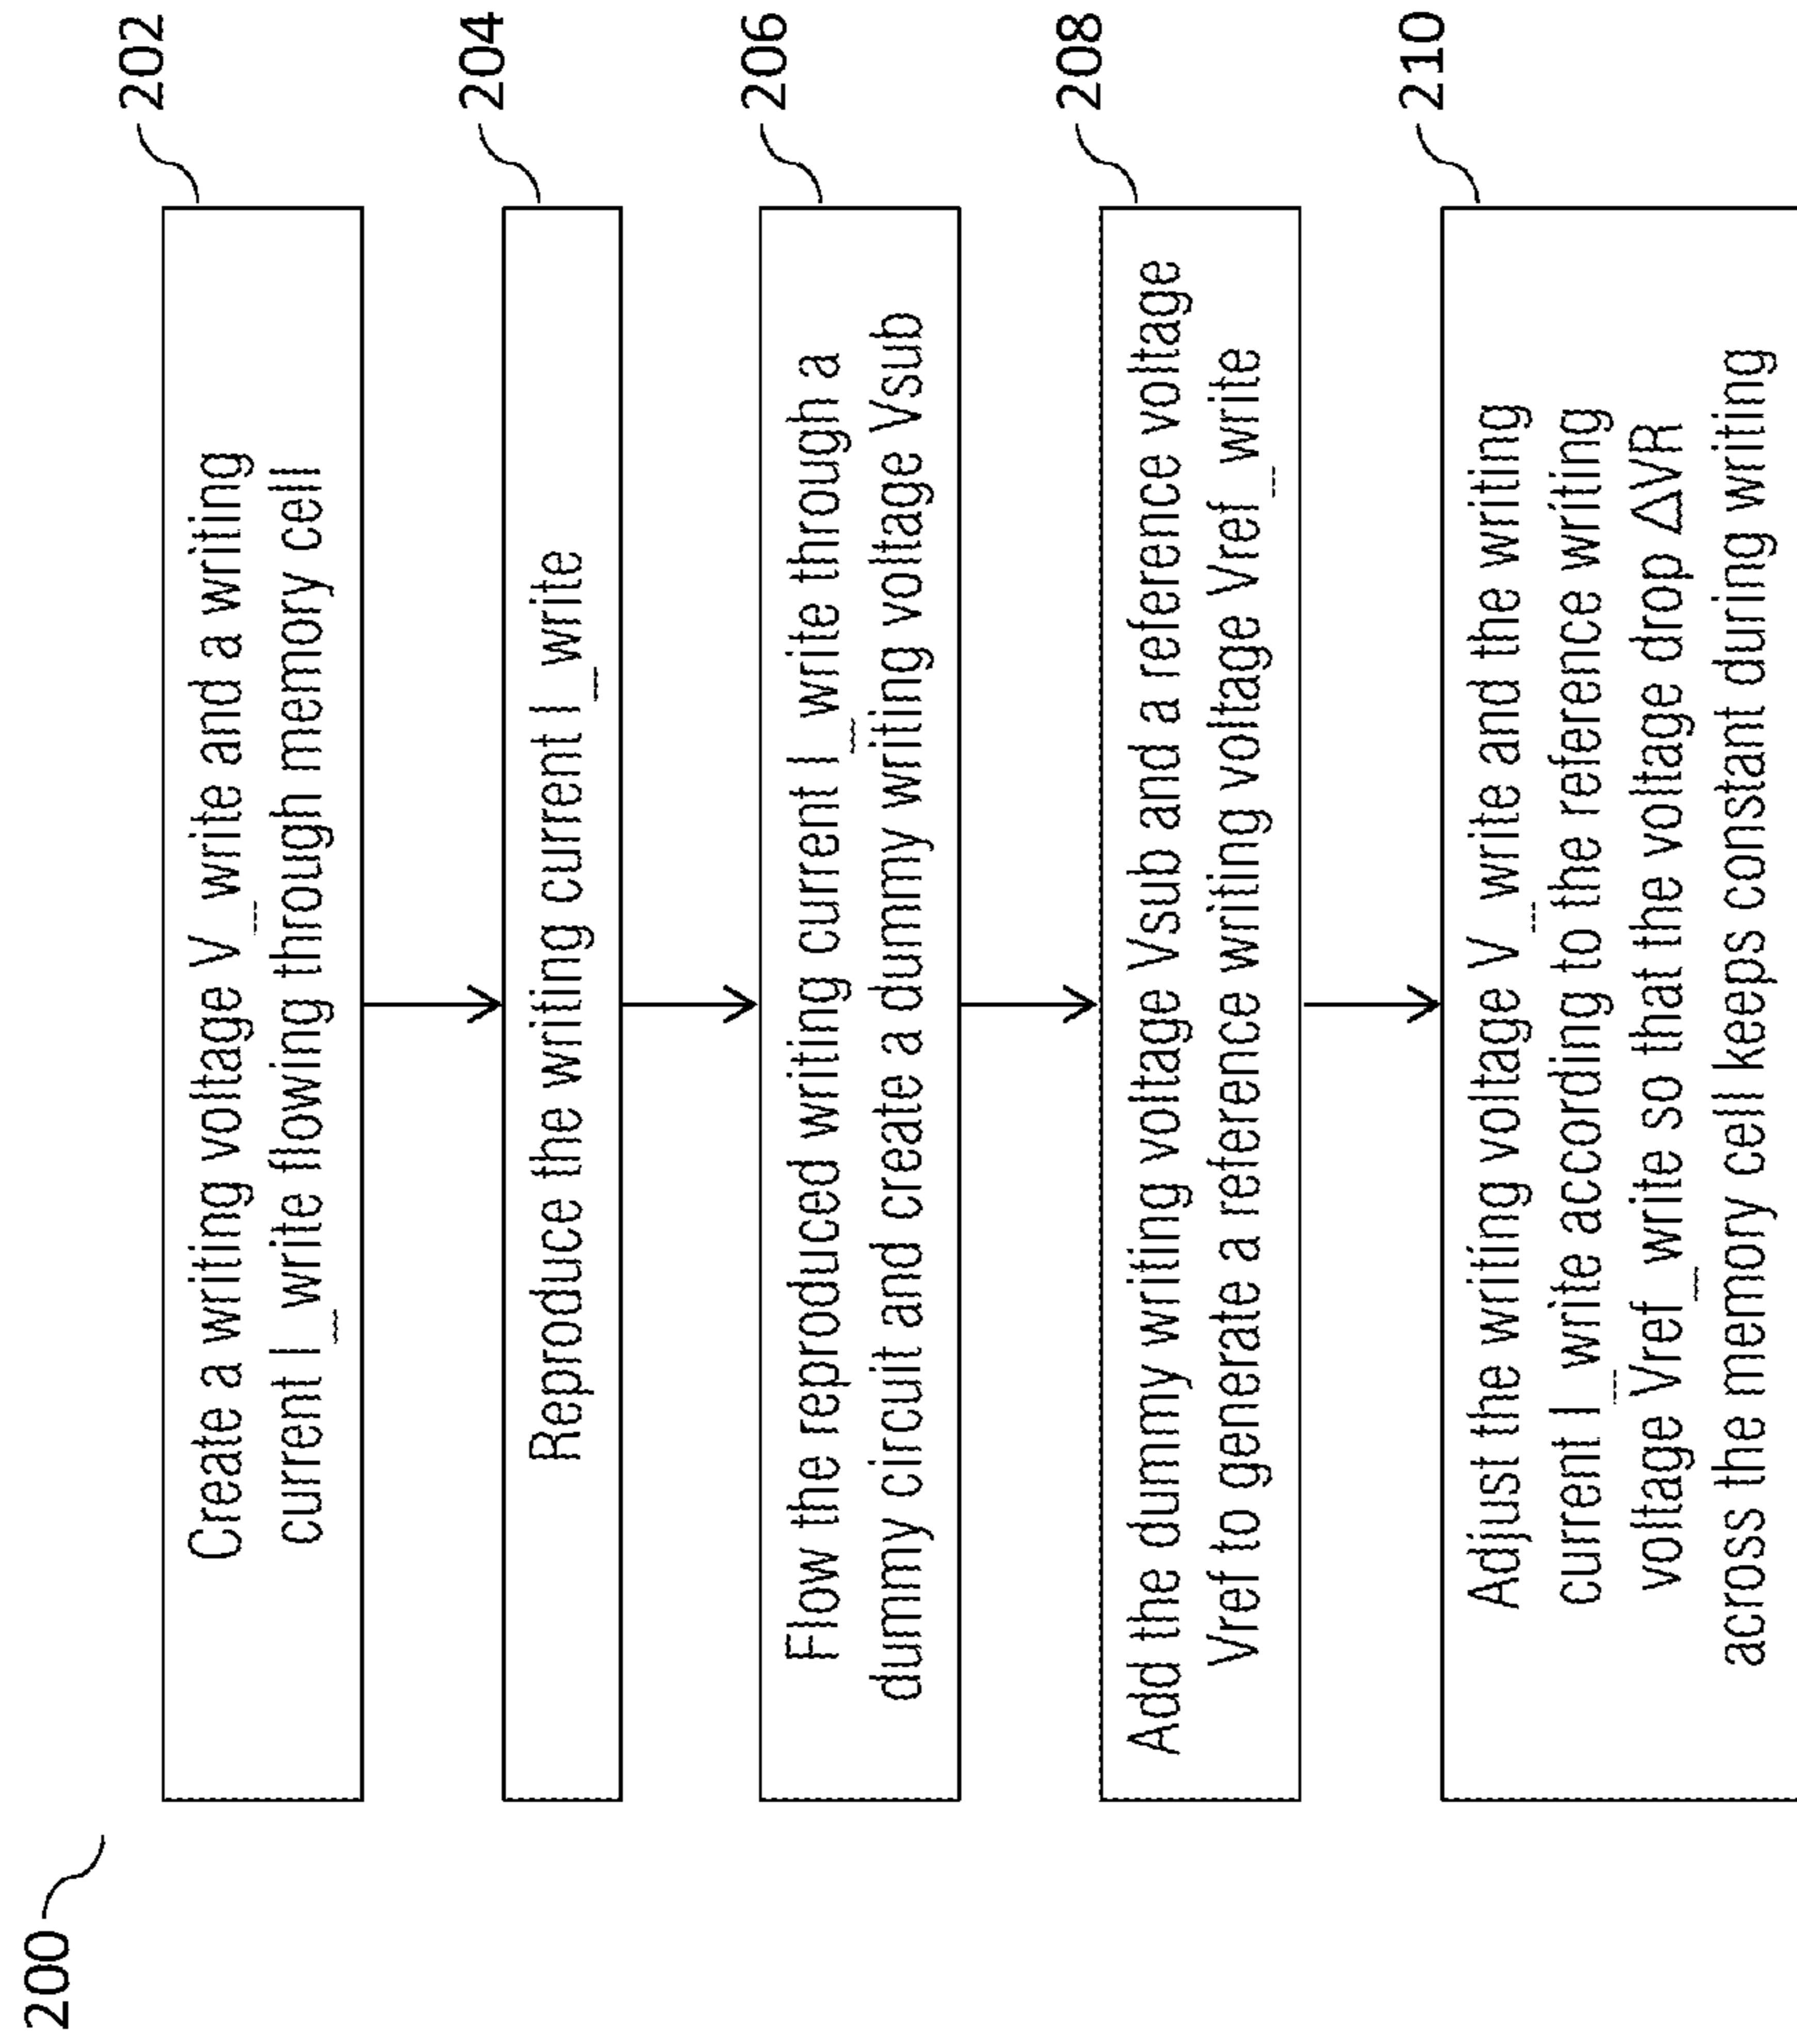 200
202
Create a writing voltage V_write and a writing
current I_write flowing through memory cell
204
Reproduce the writing current I_write
206
Flow the reproduced writing current I_write through a
dummy circuit and create a dummy writing voltage Vsub
208
Add the dummy writing voltage Vsub and a reference voltage
Vref to generate a reference writing voltage Vref_write
210
Adjust the writing voltage V_write and the writing
current I_write according to the reference writing
voltage Vref_write so that the voltage drop ΔVR
across the memory cell keeps constant during writing